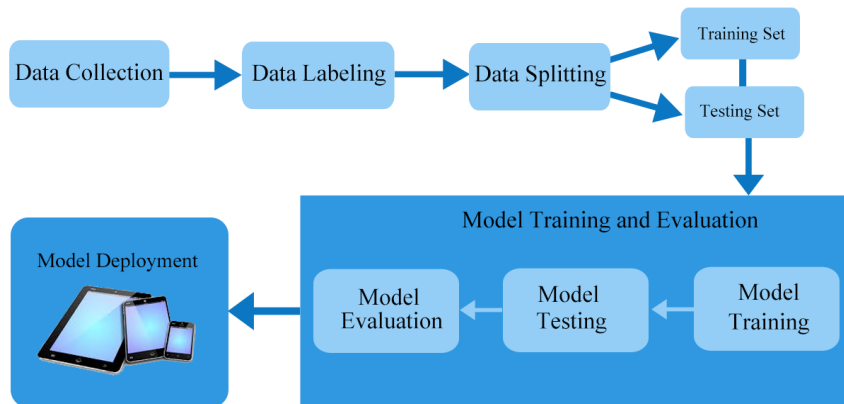 Data Collection
Data Labeling
Data Splitting
Training Set
Testing Set
Model Training and Evaluation
Model
Training
Model
Testing
Model
Evaluation
Model Deployment